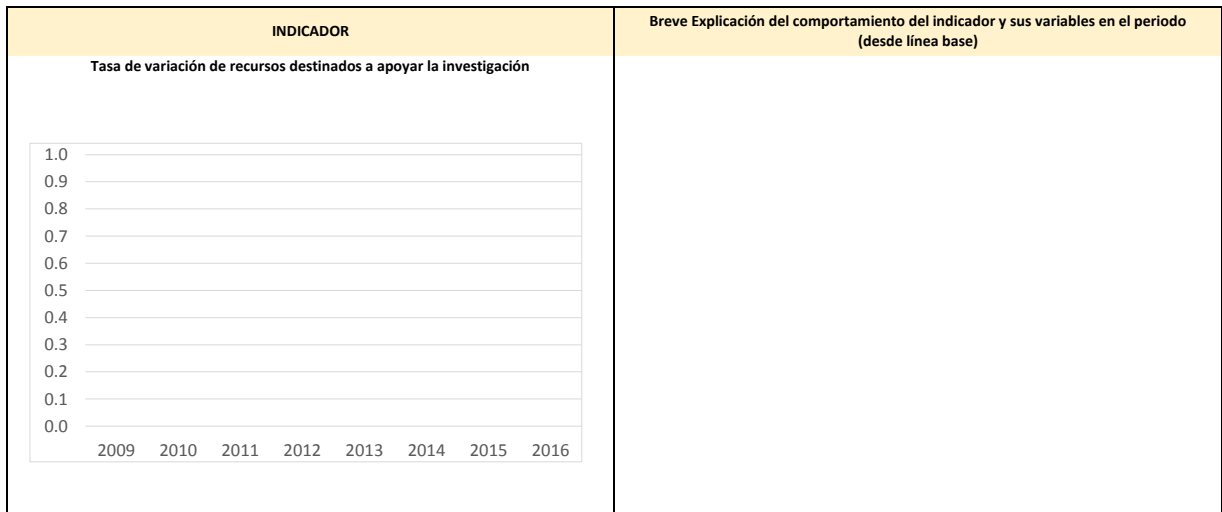 INDICADOR
Breve Explicación del comportamiento del indicador y sus variables en el periodo
(desde línea base)
Tasa de variación de recursos destinados a apoyar la investigación
1.0
0.9
0.8
0.7
0.6
0.5
0.4
0.3
0.2
0.1
0.0
2009 2010 2011 2012 2013 2014 2015 2016